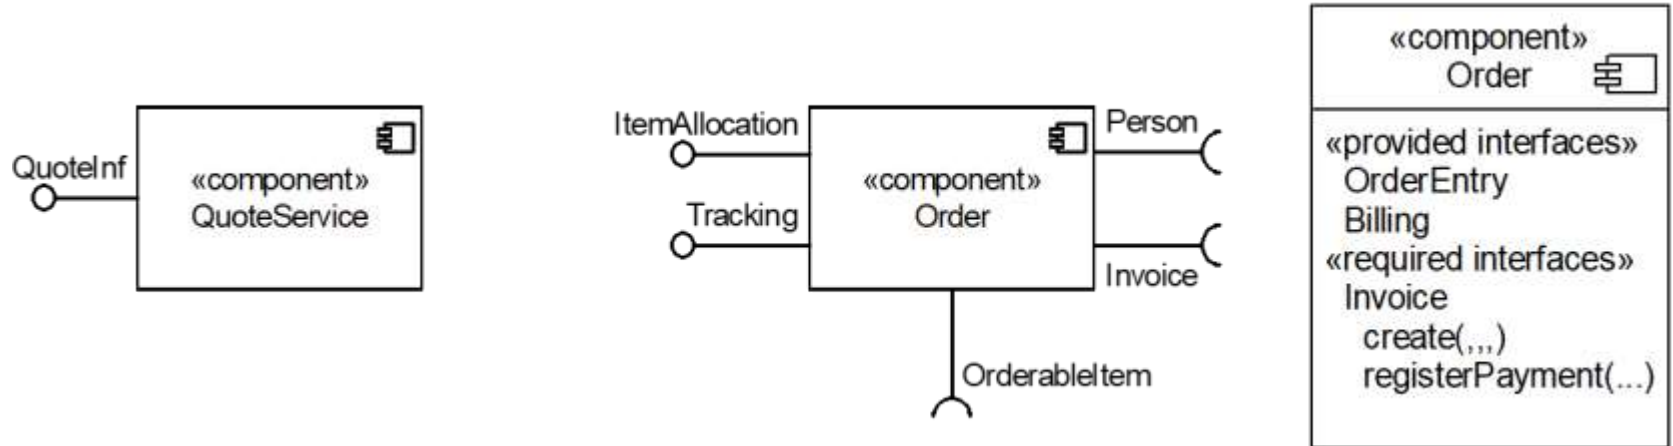 QuoteInf
«component»
QuoteService
ItemAllocation
Tracking
«component»
Order
Person
Invoice
OrderableItem
«component»
Order
«provided interfaces»
OrderEntry
Billing
«required interfaces»
Invoice
create(,,,)
registerPayment(...)